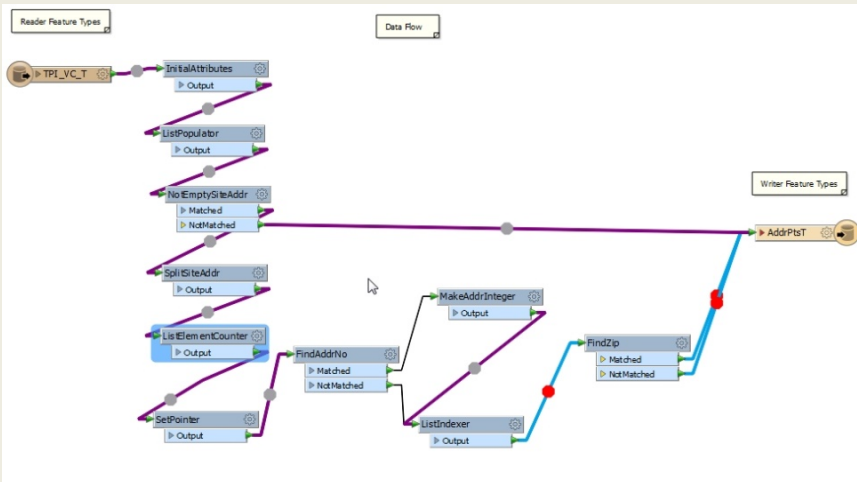 Reader Feature Types
Data Flow
TPI_VC_T
InitialAttributes
Output
ListPopulator
Output
NotEmptySiteAddr
Matched
NotMatched
Writer Feature Types
AddrPtsT
SplitSiteAddr
Output
MakeAddrInteger
Output
ListElementCounter
Output
FindAddrNo
Matched
NotMatched
FindZip
Matched
NotMatched
SetPointer
Output
ListIndexer
Output